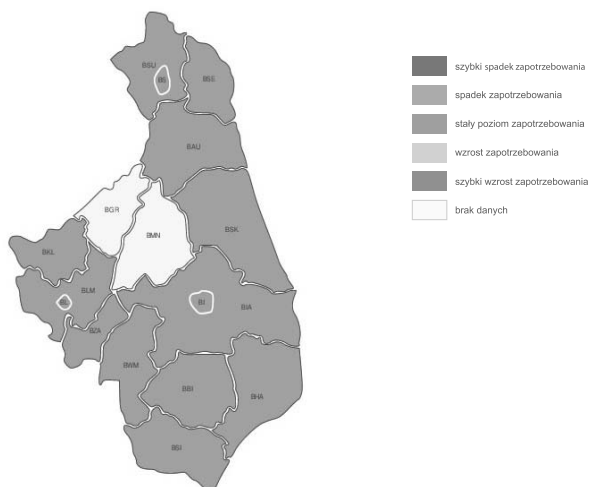 BSU
BS
BSE
BAU
BGR
BMN
BSK
BKL
BLM
BL
BI
BIA
BZA
BWM
BBI
BHA
BSI
szybki spadek zapotrzebowania
spadek zapotrzebowania
stały poziom zapotrzebowania
wzrost zapotrzebowania
szybki wzrost zapotrzebowania
brak danych